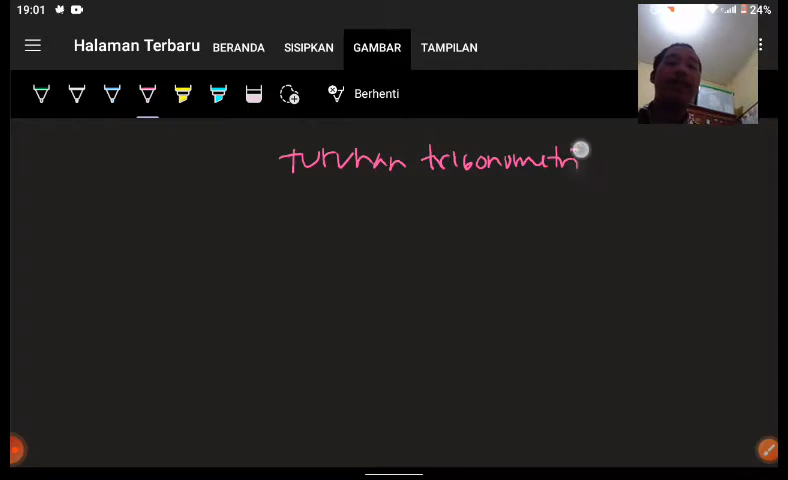 19:01 24%
Halaman Terbaru BERANDA SISIPKAN GAMBAR TAMPILAN
Berhenti
turunan trigonometri